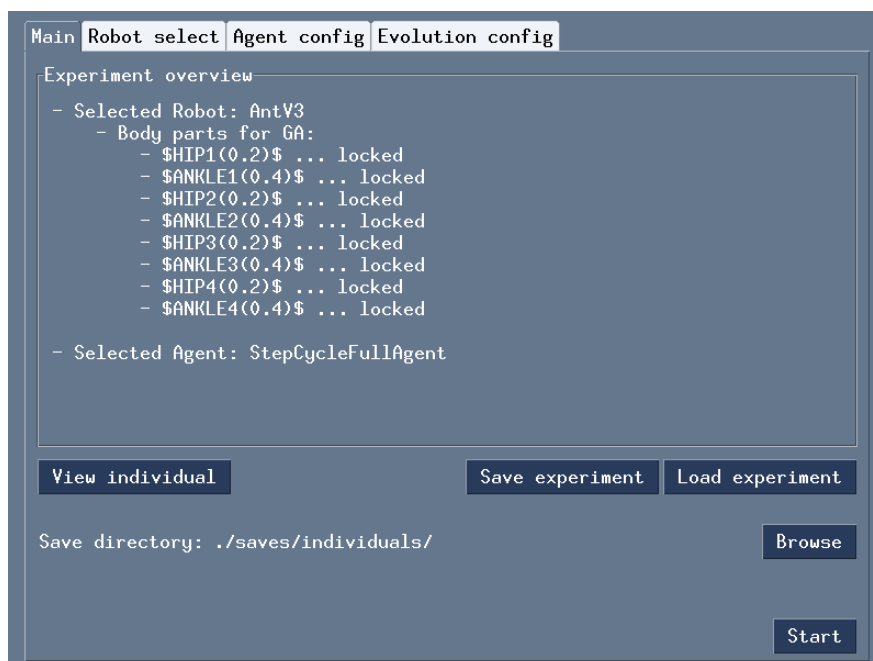 Main Robot select Agent config Evolution config
Experiment overview
- Selected Robot: AntV3
- Body parts for GA:
- $HIP1(0.2)$ ... locked
- $ANKLE1(0.4)$ ... locked
- $HIP2(0.2)$ ... locked
- $ANKLE2(0.4)$ ... locked
- $HIP3(0.2)$ ... locked
- $ANKLE3(0.4)$ ... locked
- $HIP4(0.2)$ ... locked
- $ANKLE4(0.4)$ ... locked
- Selected Agent: StepCycleFullAgent
View individual Save experiment Load experiment
Save directory: ./saves/individuals/ Browse
Start